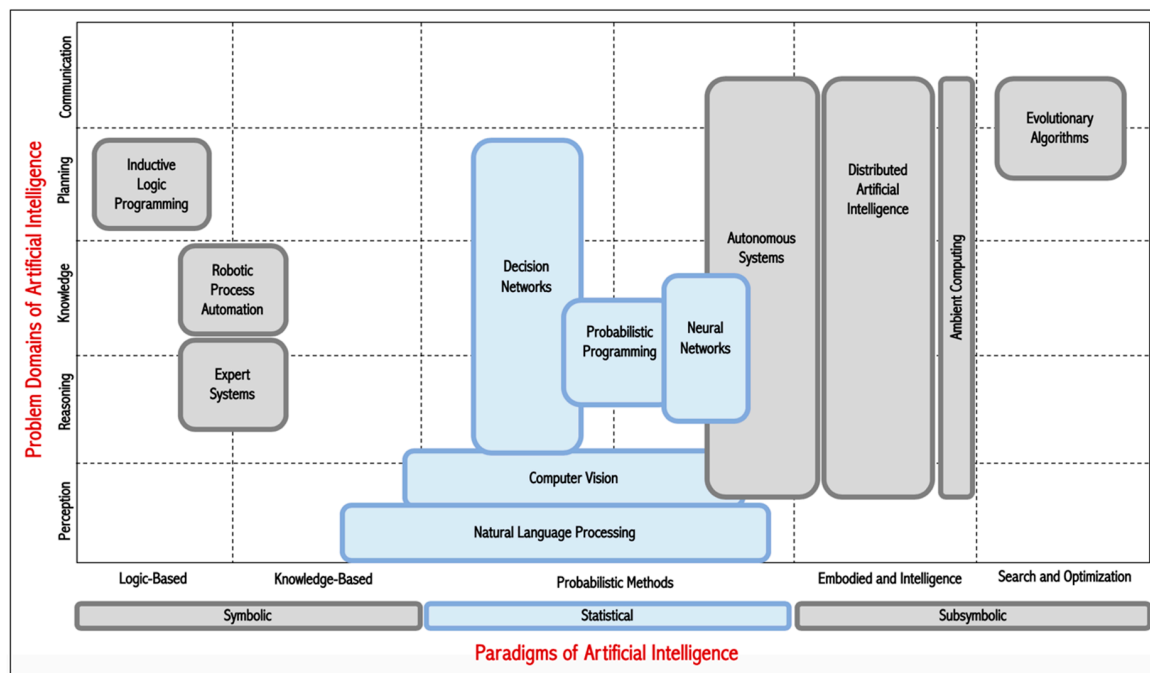 Problem Domains of Artificial Intelligence
Communication
Planning
Knowledge
Reasoning
Perception
Inductive
Logic
Programming
Robotic
Process
Automation
Expert
Systems
Decision
Networks
Probabilistic
Programming
Neural
Networks
Computer Vision
Natural Language Processing
Autonomous
Systems
Distributed
Artificial
Intelligence
Ambient Computing
Evolutionary
Algorithms
Logic-Based
Knowledge-Based
Probabilistic Methods
Embodied and Intelligence
Search and Optimization
Symbolic
Statistical
Subsymbolic
Paradigms of Artificial Intelligence